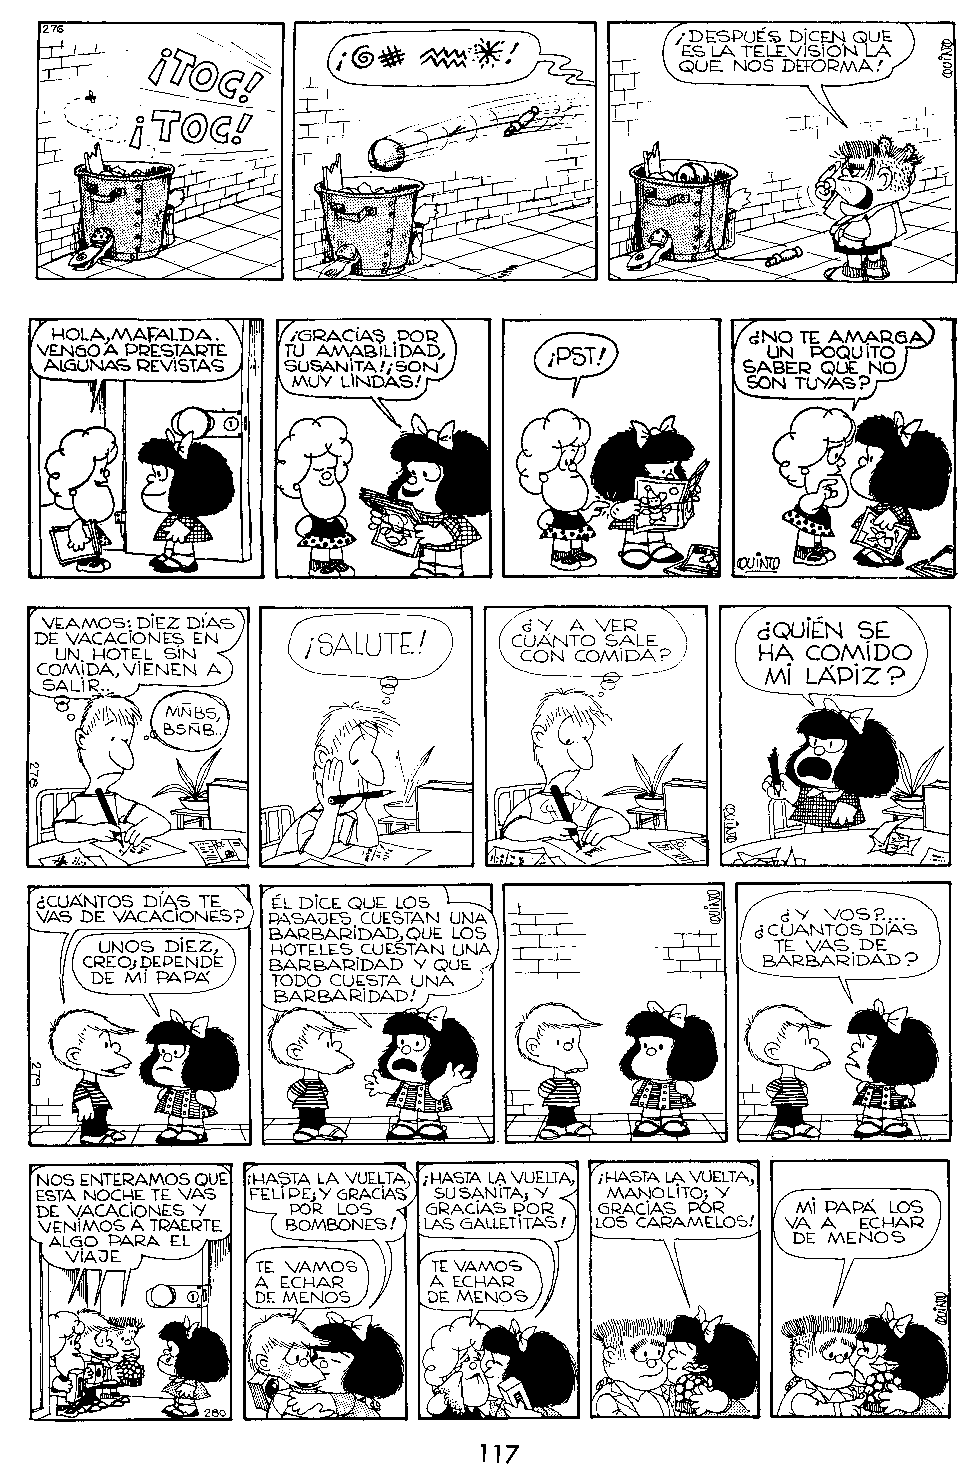 276
¡TOC!
¡TOC!
¡@# ~~~ *!
¡DESPUÉS DICEN QUE
ES LA TELEVISIÓN LA
QUE NOS DEFORMA!
QUINO
HOLA, MAFALDA.
VENGO A PRESTARTE
ALGUNAS REVISTAS
¡GRACIAS POR
TU AMABILIDAD,
SUSANITA! ¡SON
MUY LINDAS!
¡PST!
¿NO TE AMARGA
UN POQUITO
SABER QUE NO
SON TUYAS?
QUINO
VEAMOS: DIEZ DÍAS
DE VACACIONES EN
UN HOTEL SIN
COMIDA, VIENEN A
SALIR...
MÑBS,
BSÑB..
278
¡SALUTE!
¿Y A VER
CUÁNTO SALE
CON COMIDA?
¿QUIÉN SE
HA COMIDO
MI LÁPIZ?
QUINO
¿CUÁNTOS DÍAS TE
VAS DE VACACIONES?
UNOS DIEZ,
CREO; DEPENDE
DE MI PAPÁ
279
ÉL DICE QUE LOS
PASAJES CUESTAN UNA
BARBARIDAD, QUE LOS
HOTELES CUESTAN UNA
BARBARIDAD Y QUE
TODO CUESTA UNA
BARBARIDAD!
QUINO
¿Y VOS?...
¿CUÁNTOS DÍAS
TE VAS DE
BARBARIDAD?
NOS ENTERAMOS QUE
ESTA NOCHE TE VAS
DE VACACIONES Y
VENIMOS A TRAERTE
ALGO PARA EL
VIAJE
280
¡HASTA LA VUELTA,
FELIPE; Y GRACIAS
POR LOS
BOMBONES!
TE VAMOS
A ECHAR
DE MENOS
¡HASTA LA VUELTA,
SUSANITA; Y
GRACIAS POR
LAS GALLETITAS!
TE VAMOS
A ECHAR
DE MENOS
¡HASTA LA VUELTA,
MANOLITO; Y
GRACIAS POR
LOS CARAMELOS!
MI PAPÁ LOS
VA A ECHAR
DE MENOS
QUINO
117